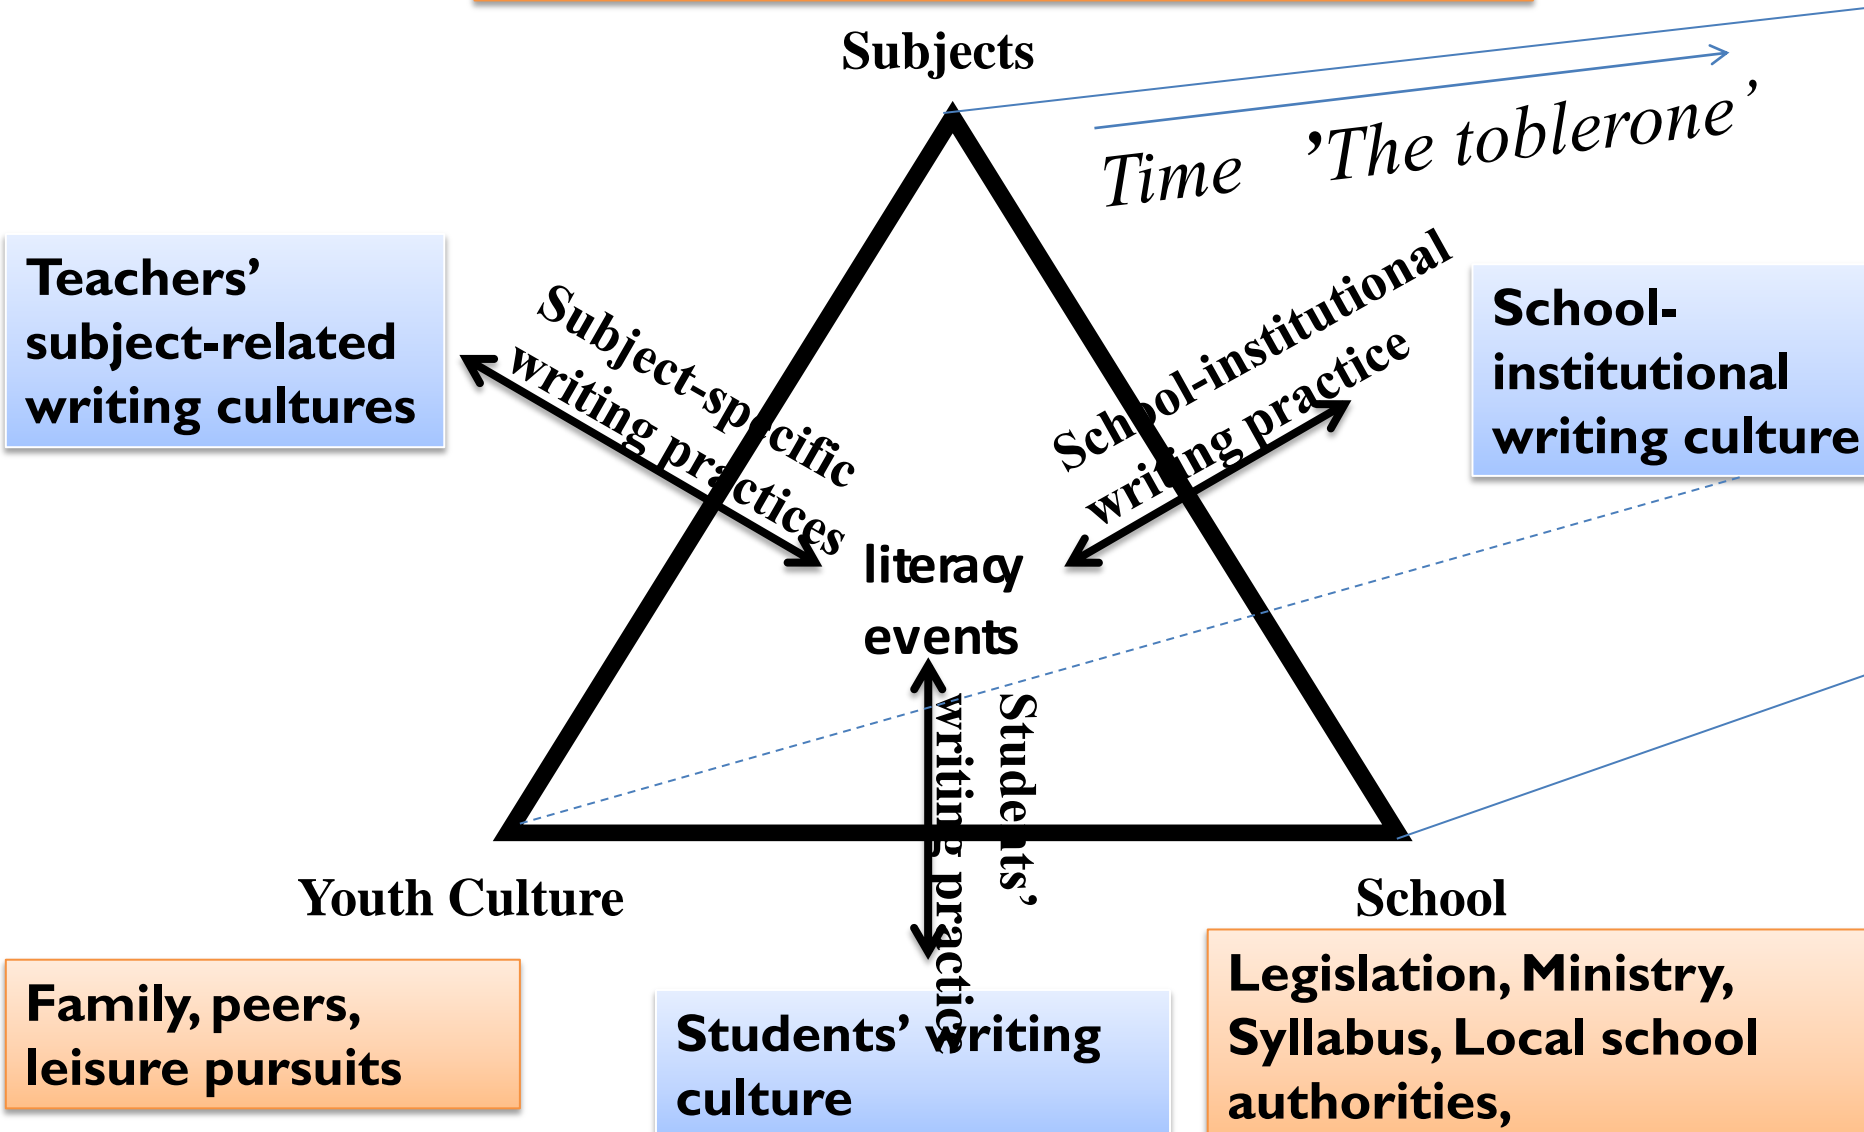 Subjects
Time ’The toblerone’
Teachers’
subject-related
writing cultures
Subject-specific
writing practices
School-institutional
writing practice
School-
institutional
writing culture
literacy
events
Students’
writing practice
Youth Culture
School
Family, peers,
leisure pursuits
Students’ writing
culture
Legislation, Ministry,
Syllabus, Local school
authorities,